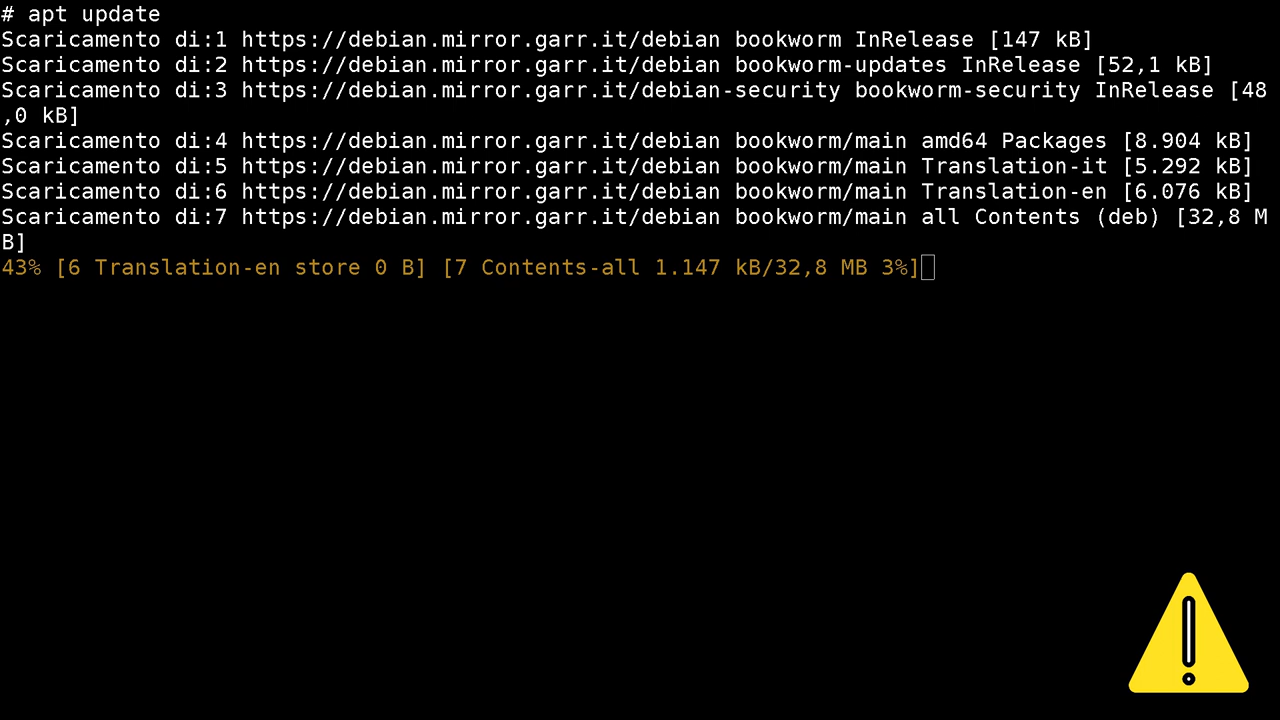 # apt update
Scaricamento di:1 https://debian.mirror.garr.it/debian bookworm InRelease [147 kB]
Scaricamento di:2 https://debian.mirror.garr.it/debian bookworm-updates InRelease [52,1 kB]
Scaricamento di:3 https://debian.mirror.garr.it/debian-security bookworm-security InRelease [48
,0 kB]
Scaricamento di:4 https://debian.mirror.garr.it/debian bookworm/main amd64 Packages [8.904 kB]
Scaricamento di:5 https://debian.mirror.garr.it/debian bookworm/main Translation-it [5.292 kB]
Scaricamento di:6 https://debian.mirror.garr.it/debian bookworm/main Translation-en [6.076 kB]
Scaricamento di:7 https://debian.mirror.garr.it/debian bookworm/main all Contents (deb) [32,8 M
B]
43% [6 Translation-en store 0 B] [7 Contents-all 1.147 kB/32,8 MB 3%]